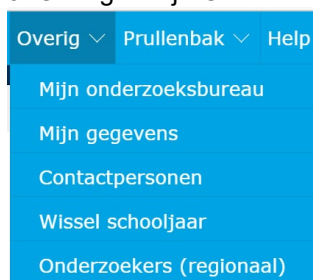 Overig Prullenbak Help
Mijn onderzoeksbureau
Mijn gegevens
Contactpersonen
Wissel schooljaar
Onderzoekers (regionaal)